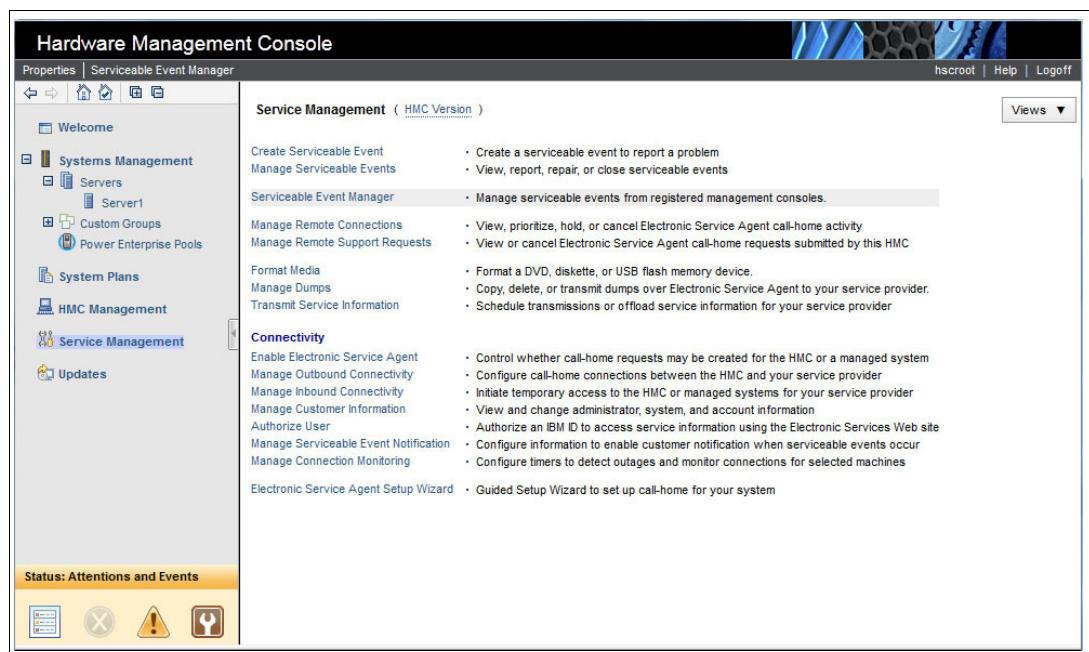 Hardware Management Console
Properties | Serviceable Event Manager
hscroot | Help | Logoff
Welcome
Systems Management
Servers
Server1
Custom Groups
Power Enterprise Pools
System Plans
HMC Management
Service Management
Updates
Status: Attentions and Events
Service Management ( HMC Version )
Views ▼
Create Serviceable Event · Create a serviceable event to report a problem
Manage Serviceable Events · View, report, repair, or close serviceable events
Serviceable Event Manager · Manage serviceable events from registered management consoles.
Manage Remote Connections · View, prioritize, hold, or cancel Electronic Service Agent call-home activity
Manage Remote Support Requests · View or cancel Electronic Service Agent call-home requests submitted by this HMC
Format Media · Format a DVD, diskette, or USB flash memory device.
Manage Dumps · Copy, delete, or transmit dumps over Electronic Service Agent to your service provider.
Transmit Service Information · Schedule transmissions or offload service information for your service provider
Connectivity
Enable Electronic Service Agent · Control whether call-home requests may be created for the HMC or a managed system
Manage Outbound Connectivity · Configure call-home connections between the HMC and your service provider
Manage Inbound Connectivity · Initiate temporary access to the HMC or managed systems for your service provider
Manage Customer Information · View and change administrator, system, and account information
Authorize User · Authorize an IBM ID to access service information using the Electronic Services Web site
Manage Serviceable Event Notification · Configure information to enable customer notification when serviceable events occur
Manage Connection Monitoring · Configure timers to detect outages and monitor connections for selected machines
Electronic Service Agent Setup Wizard · Guided Setup Wizard to set up call-home for your system